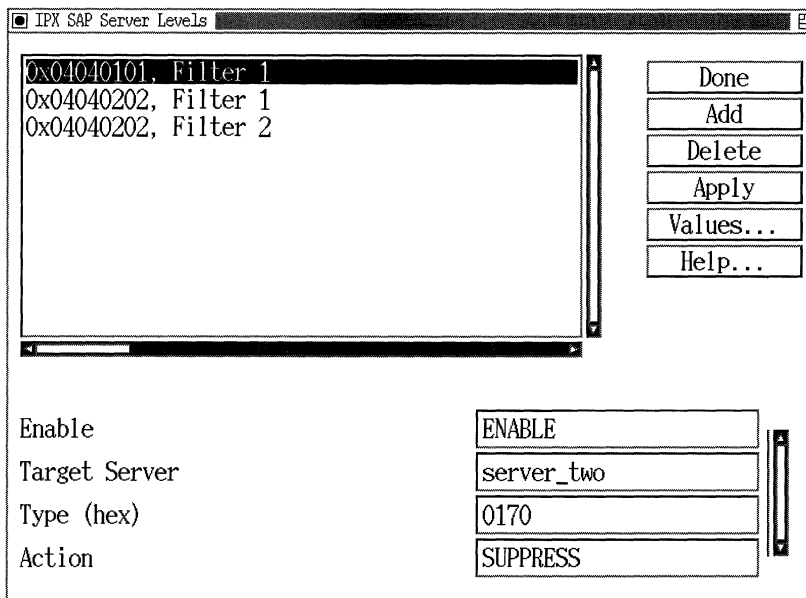 IPX SAP Server Levels
0x04040101, Filter 1
0x04040202, Filter 1
0x04040202, Filter 2
Done
Add
Delete
Apply
Values...
Help...
Enable ENABLE
Target Server server_two
Type (hex) 0170
Action SUPPRESS